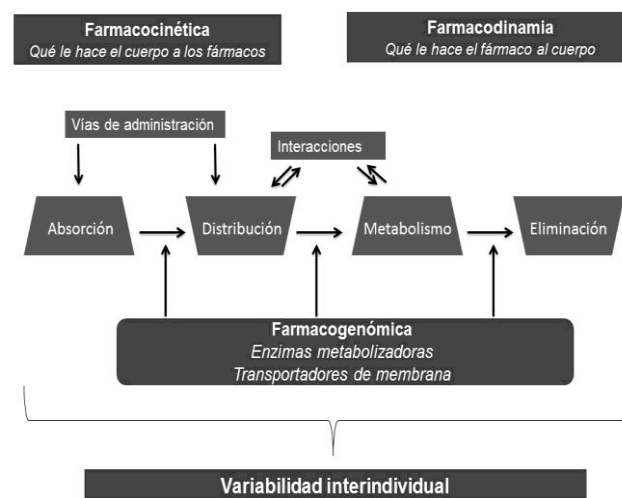 Farmacocinética
Qué le hace el cuerpo a los fármacos
Farmacodinamia
Qué le hace el fármaco al cuerpo
Vías de administración
Interacciones
Absorción
Distribución
Metabolismo
Eliminación
Farmacogenómica
Enzimas metabolizadoras
Transportadores de membrana
Variabilidad interindividual